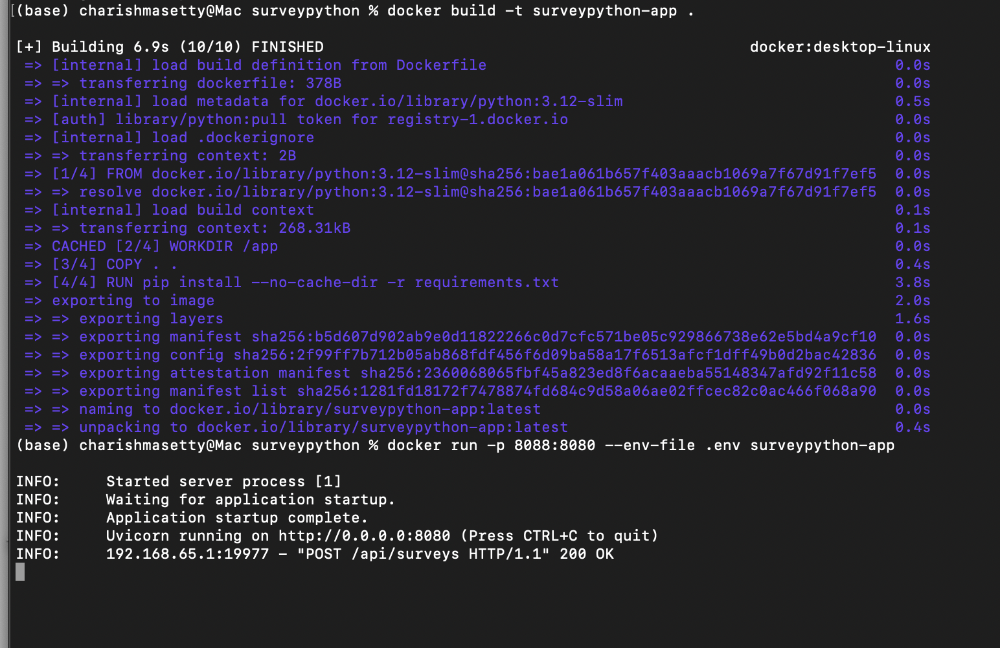 (base) charishmasetty@Mac surveypython % docker build -t surveypython-app .
[+] Building 6.9s (10/10) FINISHED docker:desktop-linux
=> [internal] load build definition from Dockerfile 0.0s
=> => transferring dockerfile: 378B 0.0s
=> [internal] load metadata for docker.io/library/python:3.12-slim 0.5s
=> [auth] library/python:pull token for registry-1.docker.io 0.0s
=> [internal] load .dockerignore 0.0s
=> => transferring context: 2B 0.0s
=> [1/4] FROM docker.io/library/python:3.12-slim@sha256:bae1a061b657f403aaacb1069a7f67d91f7ef5 0.0s
=> => resolve docker.io/library/python:3.12-slim@sha256:bae1a061b657f403aaacb1069a7f67d91f7ef5 0.0s
=> [internal] load build context 0.1s
=> => transferring context: 268.31kB 0.1s
=> CACHED [2/4] WORKDIR /app 0.0s
=> [3/4] COPY . . 0.4s
=> [4/4] RUN pip install --no-cache-dir -r requirements.txt 3.8s
=> exporting to image 2.0s
=> => exporting layers 1.6s
=> => exporting manifest sha256:b5d607d902ab9e0d11822266c0d7cfc571be05c929866738e62e5bd4a9cf10 0.0s
=> => exporting config sha256:2f99ff7b712b05ab868fdf456f6d09ba58a17f6513afcf1dff49b0d2bac42836 0.0s
=> => exporting attestation manifest sha256:2360068065fbf45a823ed8f6acaaeba55148347afd92f11c58 0.0s
=> => exporting manifest list sha256:1281fd18172f7478874fd684c9d58a06ae02ffcec82c0ac466f068a90 0.0s
=> => naming to docker.io/library/surveypython-app:latest 0.0s
=> => unpacking to docker.io/library/surveypython-app:latest 0.4s
(base) charishmasetty@Mac surveypython % docker run -p 8088:8080 --env-file .env surveypython-app
INFO: Started server process [1]
INFO: Waiting for application startup.
INFO: Application startup complete.
INFO: Uvicorn running on http://0.0.0.0:8080 (Press CTRL+C to quit)
INFO: 192.168.65.1:19977 - "POST /api/surveys HTTP/1.1" 200 OK